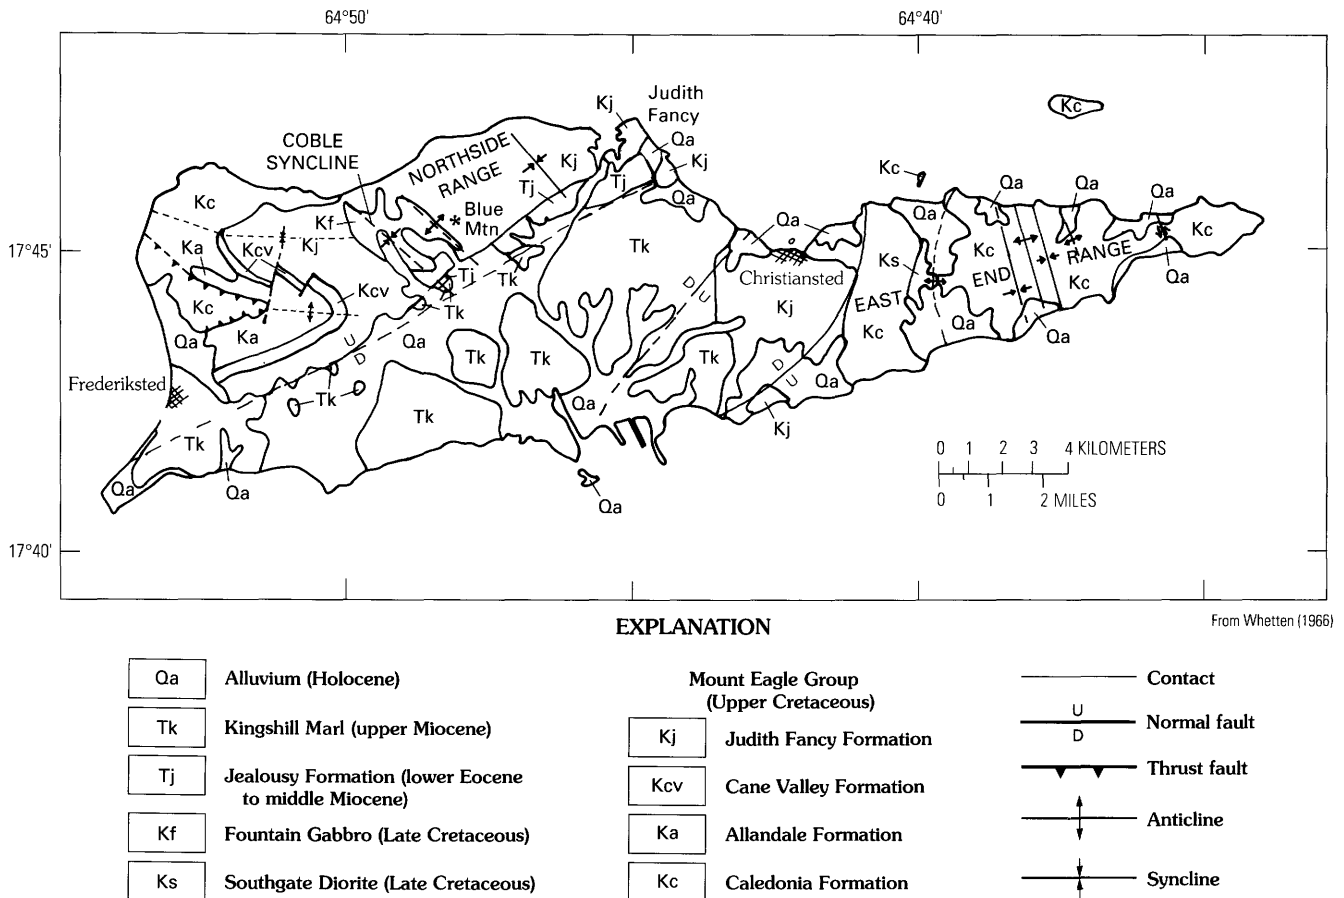 64°50'
64°40'
17°45'
17°40'
Kj
Judith
Fancy
Qa
Kj
COBLE
SYNCLINE
NORTHSIDE
RANGE
Kj
Tj
Tj
Qa
Kc
Kf
Blue
Mtn
*
Kc
Kc
Qa
Qa
Qa
Qa
Kc
Ka
Kcv
Kj
Tk
Qa
Kc
RANGE
Kc
Tj
Tk
Christiansted
Ks
END
Kc
Qa
Kc
Kcv
Tk
D
U
Kj
EAST
Qa
Qa
Qa
Ka
U
D
Qa
Tk
Tk
Tk
Kc
D
U
Qa
Frederiksted
Tk
Tk
Qa
Kj
Tk
Qa
Qa
Qa
0 1 2 3 4 KILOMETERS
0 1 2 MILES
From Whetten (1966)
EXPLANATION
Qa Alluvium (Holocene)
Tk Kingshill Marl (upper Miocene)
Tj Jealousy Formation (lower Eocene
to middle Miocene)
Kf Fountain Gabbro (Late Cretaceous)
Ks Southgate Diorite (Late Cretaceous)
Mount Eagle Group
(Upper Cretaceous)
Kj Judith Fancy Formation
Kcv Cane Valley Formation
Ka Allandale Formation
Kc Caledonia Formation
Contact
U
Normal fault
D
Thrust fault
Anticline
Syncline